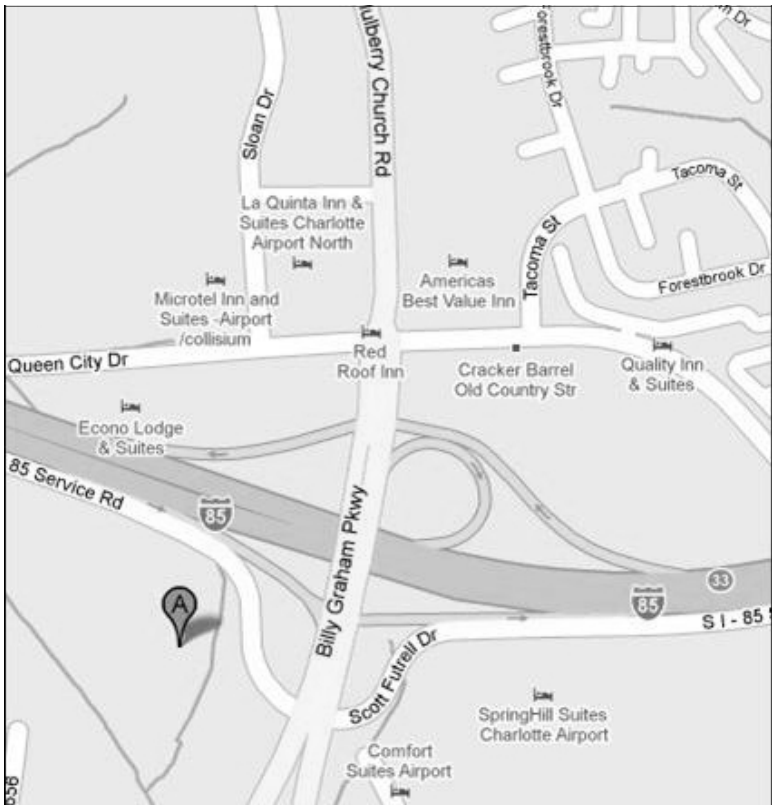 Mulberry Church Rd
Forestbrook Dr
Dr
Sloan Dr
Tacoma St
La Quinta Inn &
Suites Charlotte
Airport North
Tacoma St
Forestbrook Dr
Microtel Inn and
Suites -Airport
/collisium
Americas
Best Value Inn
Queen City Dr
Red
Roof Inn
Cracker Barrel
Old Country Str
Quality Inn
& Suites
Econo Lodge
& Suites
85 Service Rd
85
Billy Graham Pkwy
33
85
A
S I - 85 S
Scott Futrell Dr
SpringHill Suites
Charlotte Airport
Comfort
Suites Airport
656